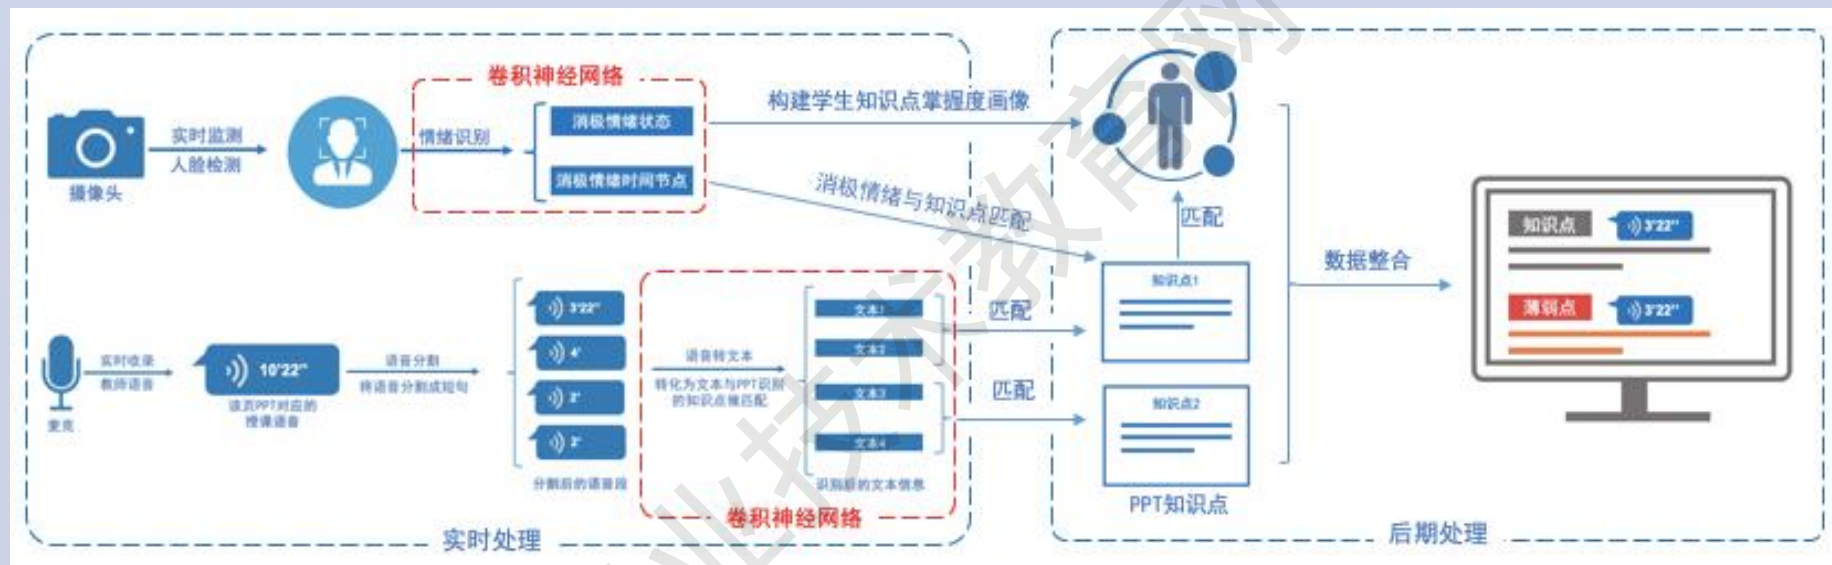 卷积神经网络
摄像头
实时监测
人脸检测
情绪识别
消极情绪状态
消极情绪时间节点
构建学生知识点掌握度画像
消极情绪与知识点匹配
匹配
麦克
实时收录
教师语音
10'22"
该页PPT对应的
授课语音
语音分割
将语音分割成短句
3'22"
4'
2'
2'
分割后的语音段
语音转文本
转化为文本与PPT识别
的知识点做匹配
文本1
文本2
文本3
文本4
识别后的文本信息
卷积神经网络
实时处理
匹配
匹配
知识点1
知识点2
PPT知识点
数据整合
知识点
3'22"
薄弱点
3'22"
后期处理
业技术教育网